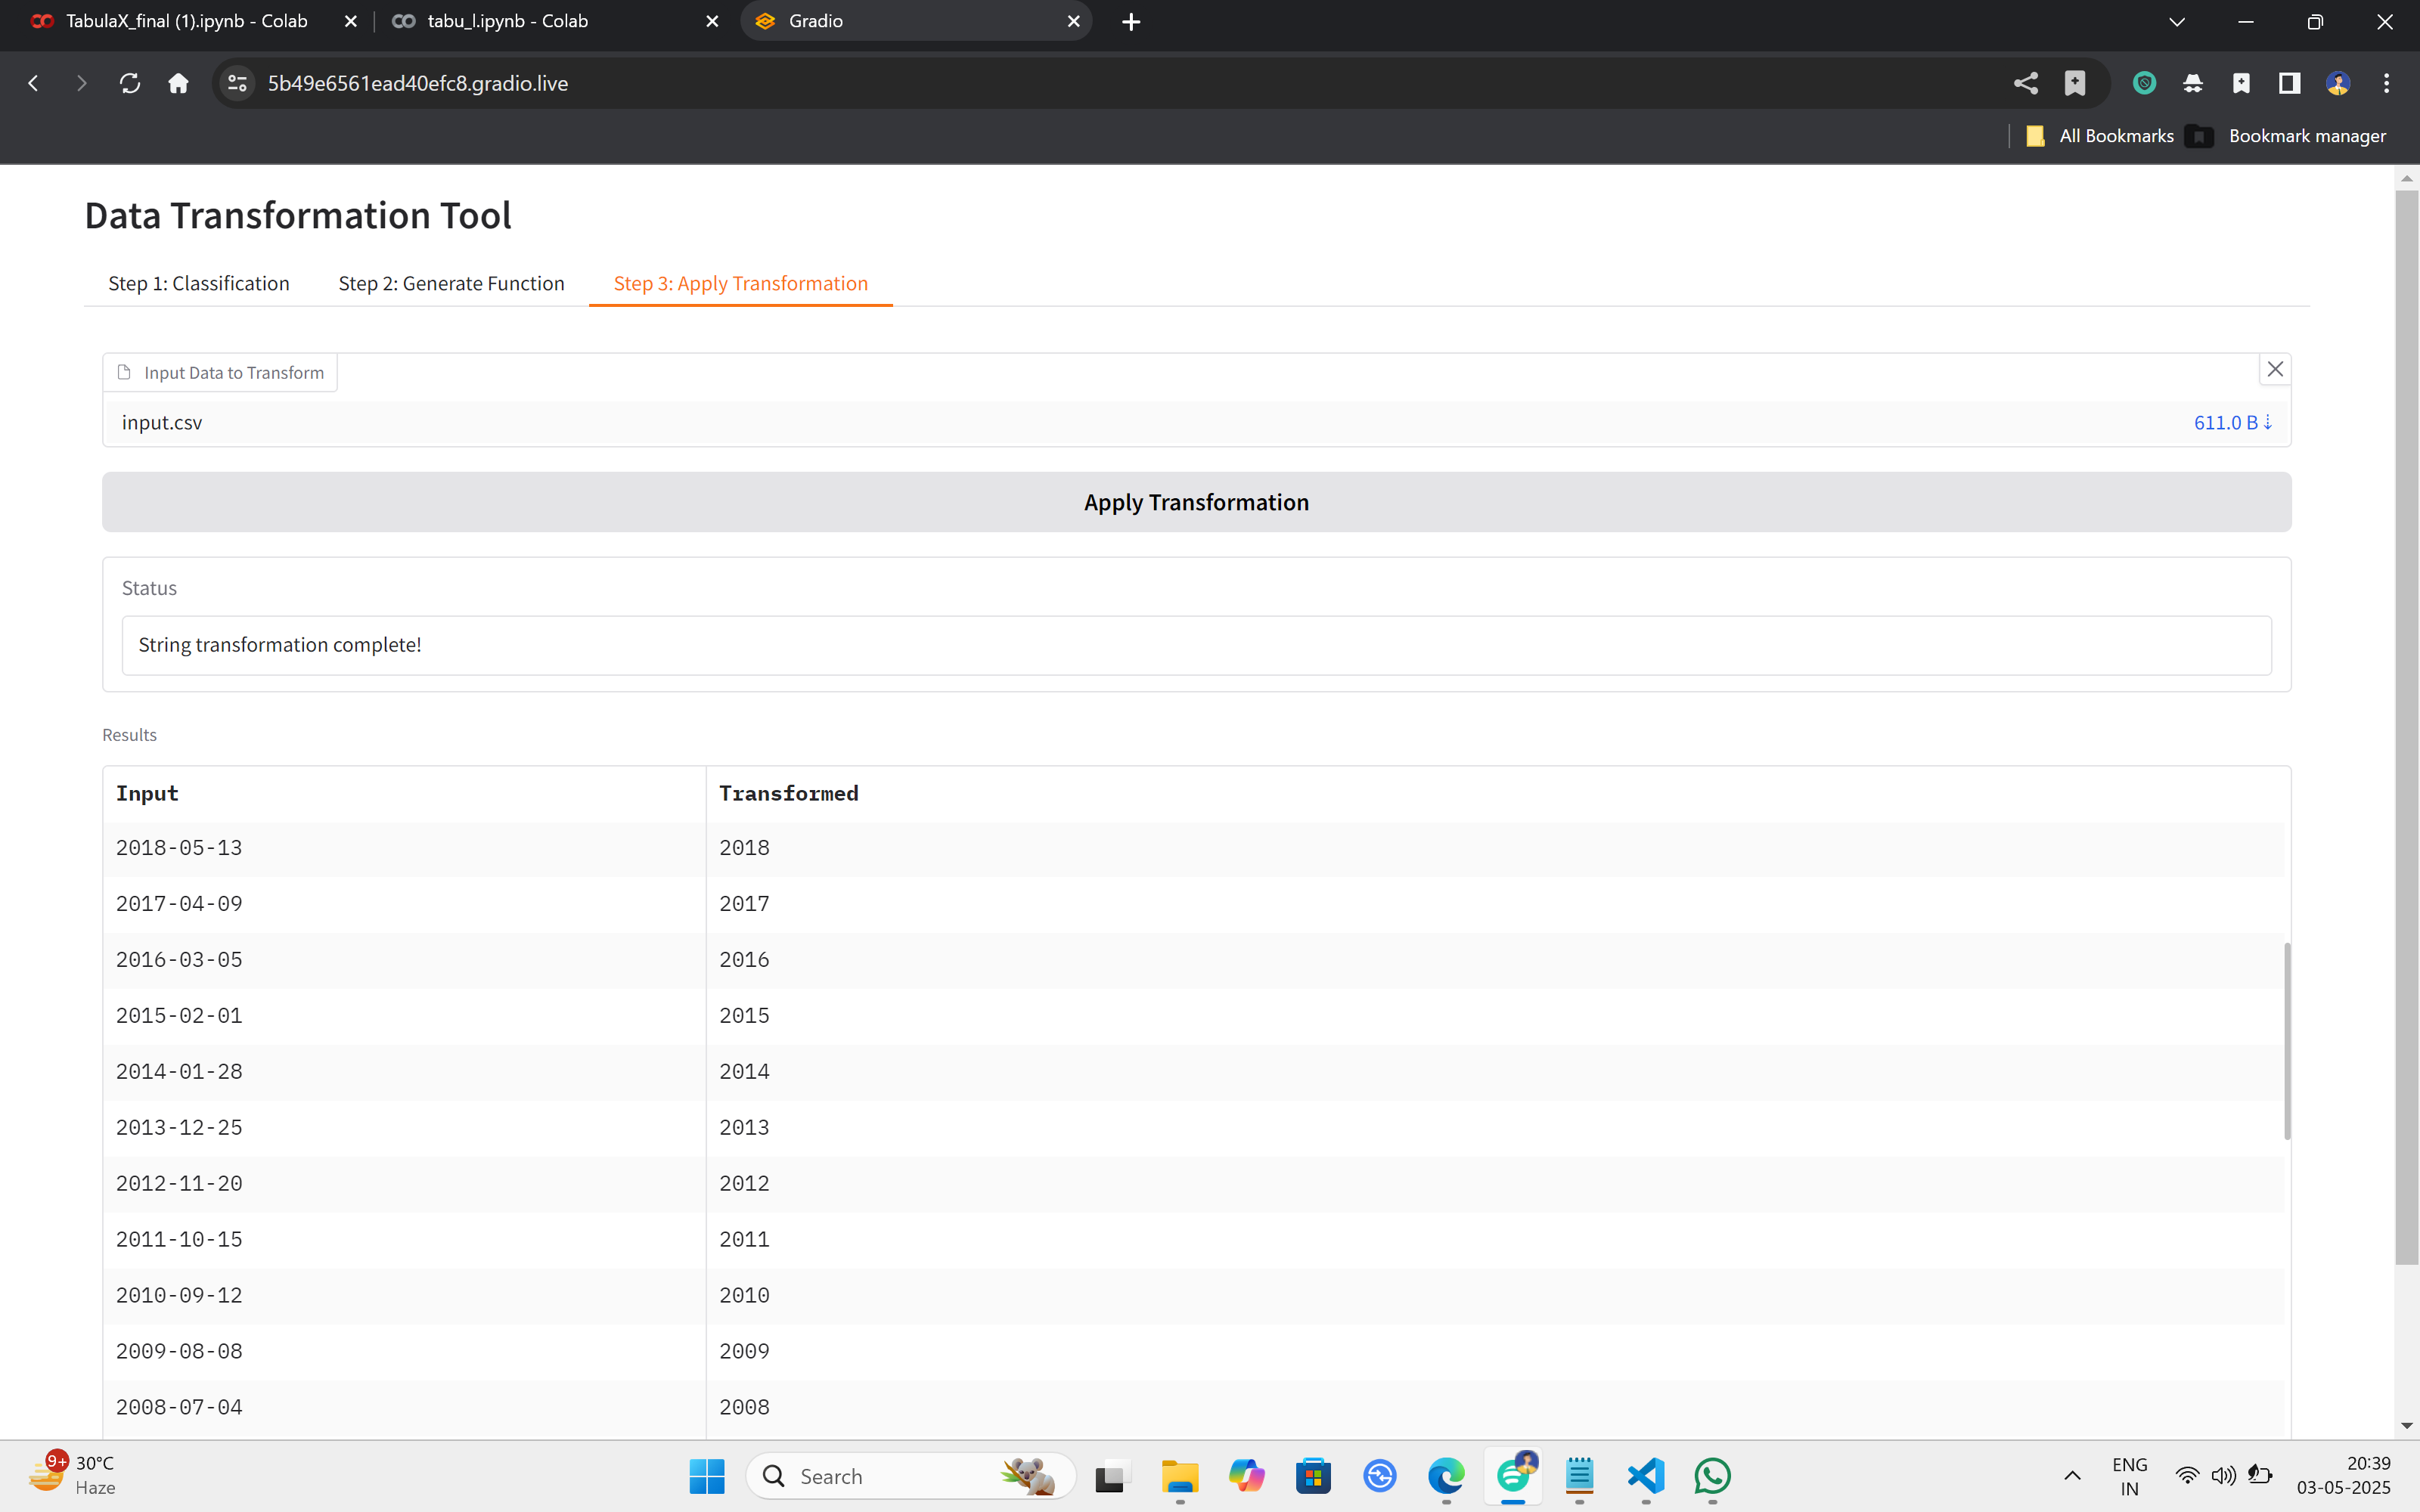 TabulaX_final (1).ipynb - Colab
tabu_l.ipynb - Colab
Gradio
5b49e6561ead40efc8.gradio.live
All Bookmarks
Bookmark manager
Data Transformation Tool
Step 1: Classification
Step 2: Generate Function
Step 3: Apply Transformation
Input Data to Transform
input.csv
611.0 B ⇣
Apply Transformation
Status
String transformation complete!
Results
Input Transformed
2018-05-13 2018
2017-04-09 2017
2016-03-05 2016
2015-02-01 2015
2014-01-28 2014
2013-12-25 2013
2012-11-20 2012
2011-10-15 2011
2010-09-12 2010
2009-08-08 2009
2008-07-04 2008
9+
30°C
Haze
Search
ENG
IN
20:39
03-05-2025